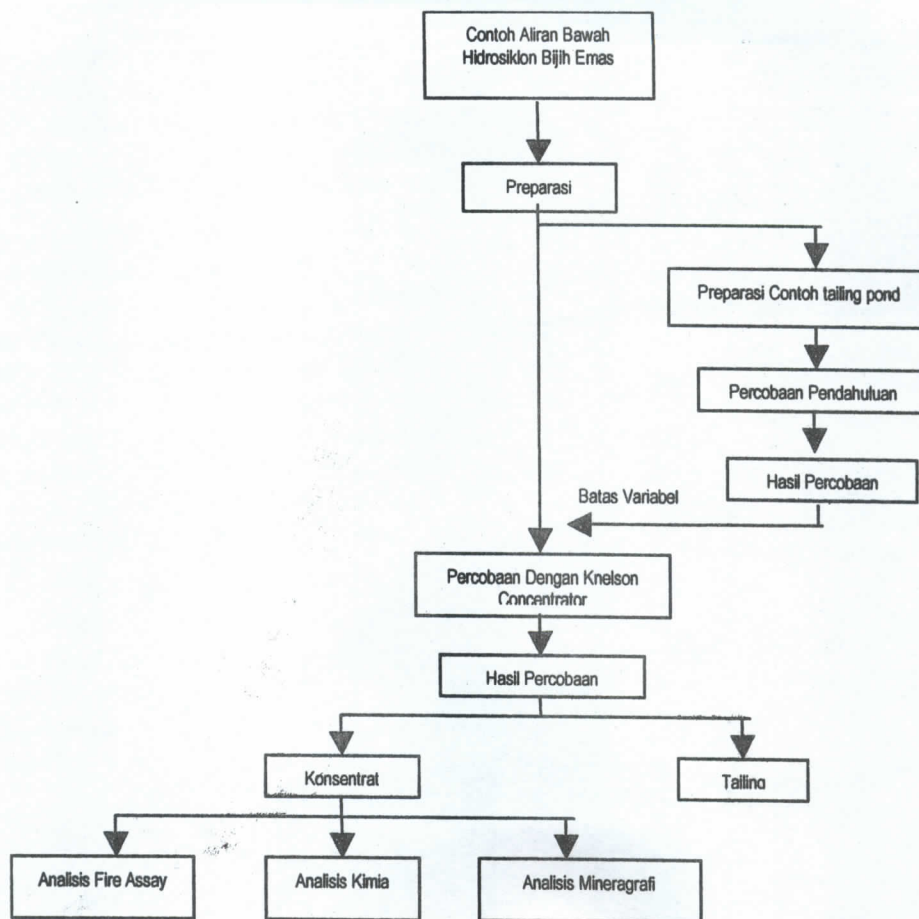 Contoh Aliran Bawah
Hidrosiklon Bijih Emas
Preparasi
Preparasi Contoh tailing pond
Percobaan Pendahuluan
Hasil Percobaan
Batas Variabel
Percobaan Dengan Knelson
Concentrator
Hasil Percobaan
Konsentrat
Tailing
Analisis Fire Assay
Analisis Kimia
Analisis Mineragrafi